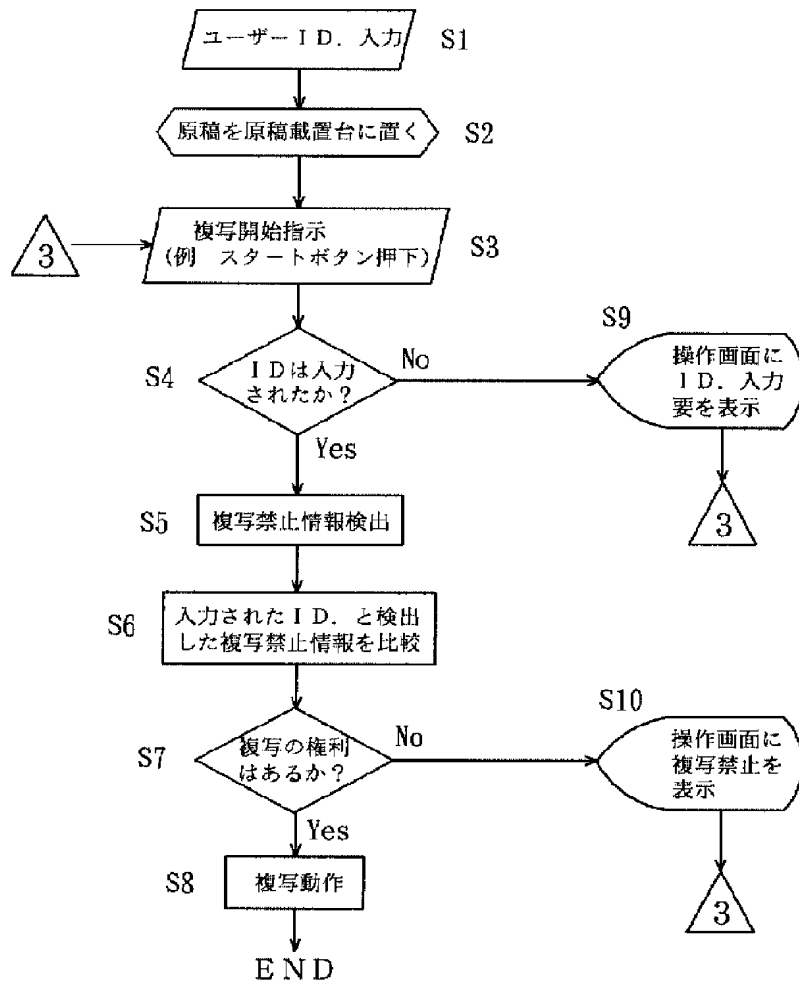 ユーザーＩＤ．入力
S1
原稿を原稿載置台に置く
S2
3
複写開始指示
(例　スタートボタン押下)
S3
S4
ＩＤは入力
されたか？
No
Yes
S9
操作画面に
ＩＤ．入力
要を表示
3
S5
複写禁止情報検出
S6
入力されたＩＤ．と検出
した複写禁止情報を比較
S7
複写の権利
はあるか？
No
Yes
S10
操作画面に
複写禁止を
表示
3
S8
複写動作
ＥＮＤ